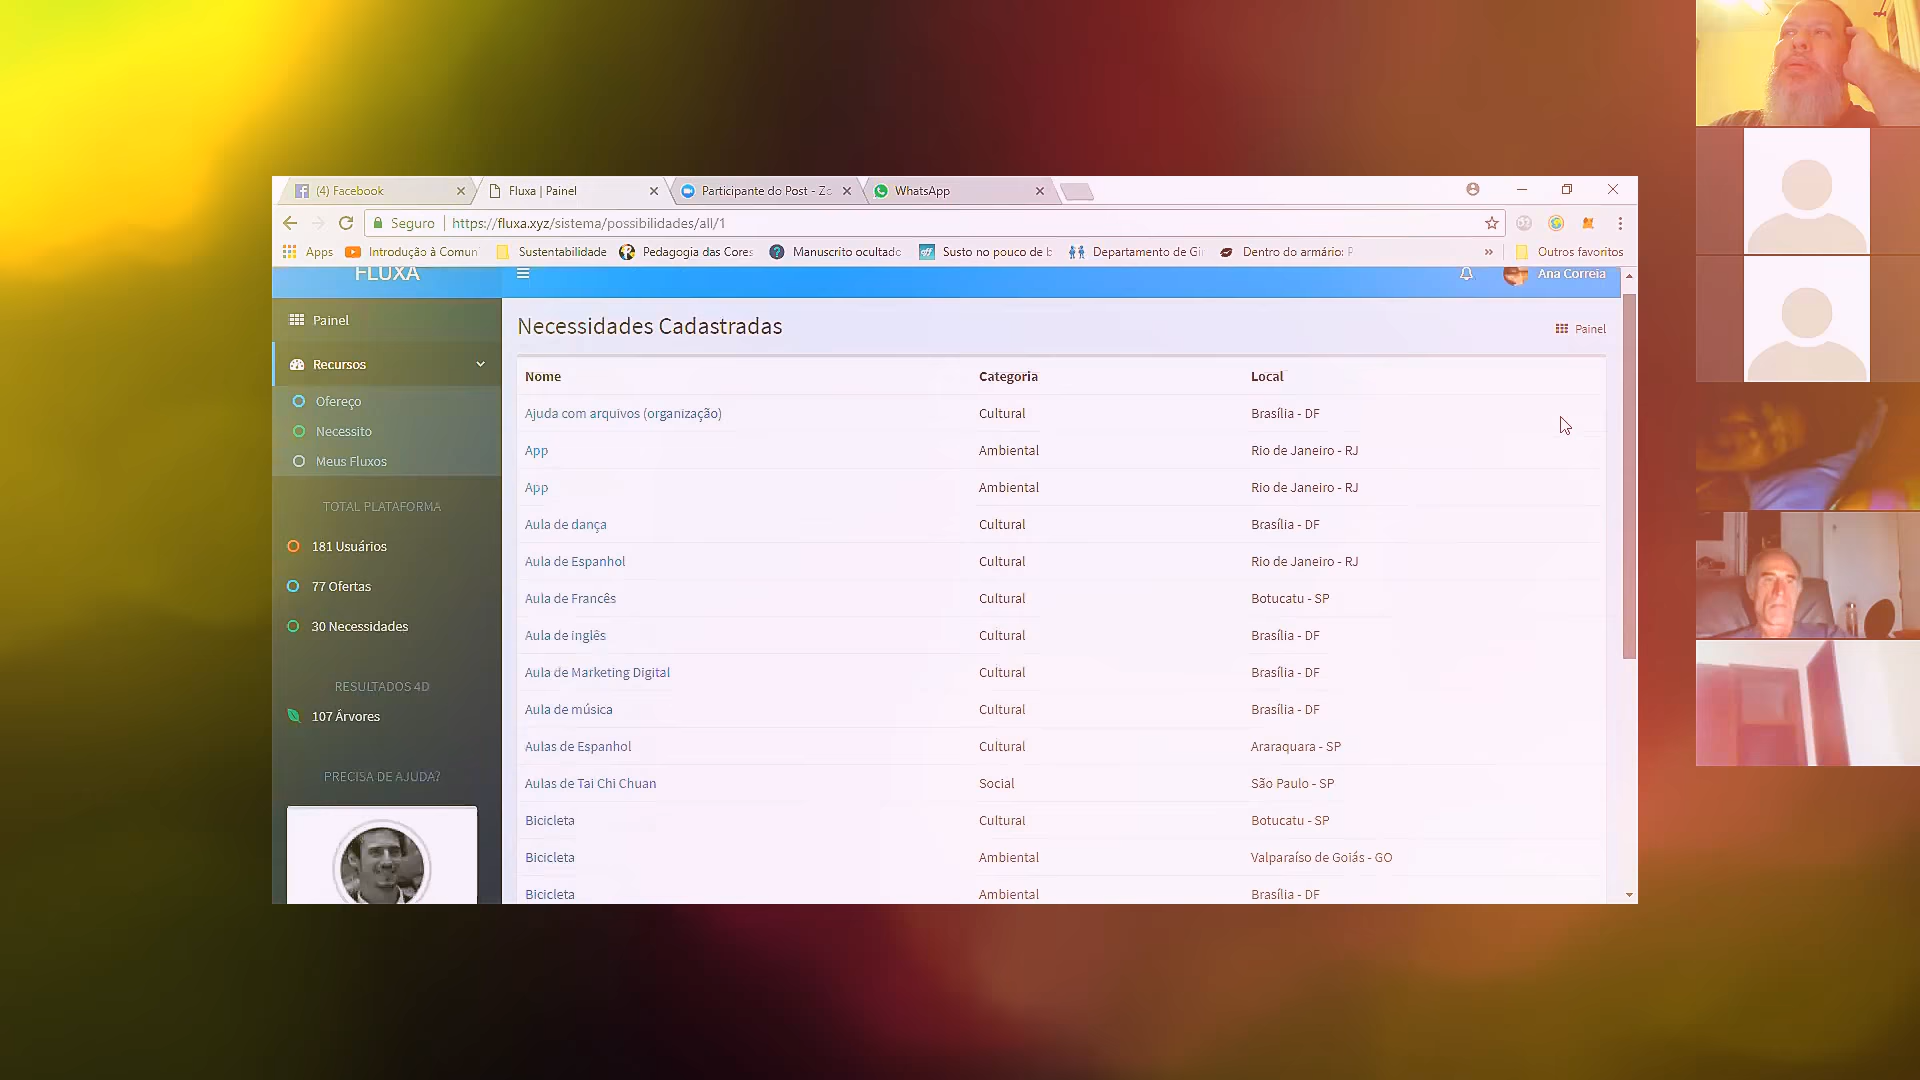 (4) Facebook
Fluxa | Painel
Participante do Post - Zo
WhatsApp
Seguro
https://fluxa.xyz/sistema/possibilidades/all/1
Apps
Introdução à Comun
Sustentabilidade
Pedagogia das Cores
Manuscrito ocultado
Susto no pouco de b
Departamento de Gi
Dentro do armário: P
»
Outros favoritos
FLUXA
Ana Correia
Painel
Recursos
Ofereço
Necessito
Meus Fluxos
TOTAL PLATAFORMA
181 Usuários
77 Ofertas
30 Necessidades
RESULTADOS 4D
107 Árvores
PRECISA DE AJUDA?
Necessidades Cadastradas
Painel
Nome Categoria Local
Ajuda com arquivos (organização) Cultural Brasília - DF
App Ambiental Rio de Janeiro - RJ
App Ambiental Rio de Janeiro - RJ
Aula de dança Cultural Brasília - DF
Aula de Espanhol Cultural Rio de Janeiro - RJ
Aula de Francês Cultural Botucatu - SP
Aula de inglês Cultural Brasília - DF
Aula de Marketing Digital Cultural Brasília - DF
Aula de música Cultural Brasília - DF
Aulas de Espanhol Cultural Araraquara - SP
Aulas de Tai Chi Chuan Social São Paulo - SP
Bicicleta Cultural Botucatu - SP
Bicicleta Ambiental Valparaíso de Goiás - GO
Bicicleta Ambiental Brasília - DF